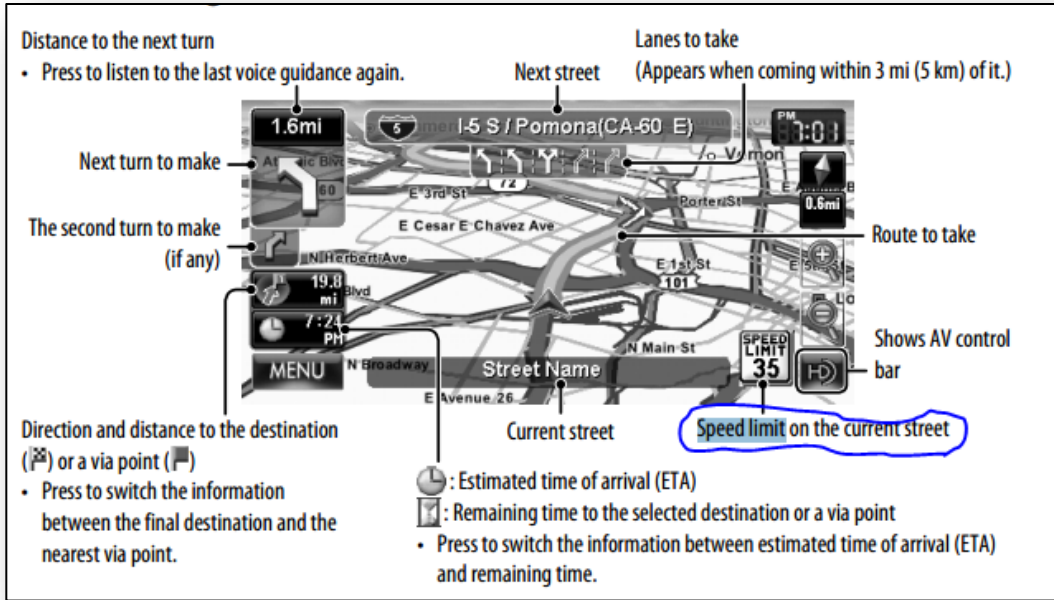 Distance to the next turn
• Press to listen to the last voice guidance again.
Next street
Lanes to take
(Appears when coming within 3 mi (5 km) of it.)
1.6mi
5
I-5 S / Pomona(CA-60 E)
PM 7:01
Next turn to make
60
72
Vernon
E 3rd St
Porter St
0.6mi
E Cesar E Chavez Ave
The second turn to make
(if any)
Route to take
N Herbert Ave
E 1st St
101
19.8
mi
Blvd
7:24
PM
N Main St
SPEED
LIMIT
35
Shows AV control
bar
MENU
N Broadway
Street Name
E Avenue 26
Direction and distance to the destination
( ) or a via point ( )
• Press to switch the information
between the final destination and the
nearest via point.
Current street
Speed limit on the current street
: Estimated time of arrival (ETA)
: Remaining time to the selected destination or a via point
• Press to switch the information between estimated time of arrival (ETA)
and remaining time.